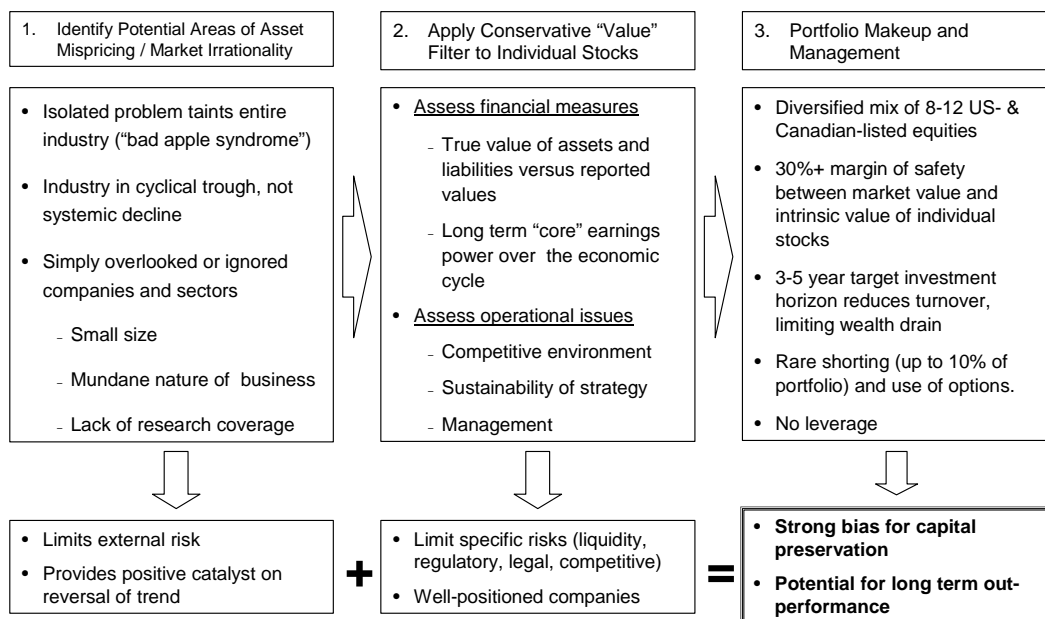 1. Identify Potential Areas of Asset
Mispricing / Market Irrationality
2. Apply Conservative “Value”
Filter to Individual Stocks
3. Portfolio Makeup and
Management
• Isolated problem taints entire
industry (“bad apple syndrome”)
• Industry in cyclical trough, not
systemic decline
• Simply overlooked or ignored
companies and sectors
– Small size
– Mundane nature of business
– Lack of research coverage
• Assess financial measures
– True value of assets and
liabilities versus reported
values
– Long term “core” earnings
power over the economic
cycle
• Assess operational issues
– Competitive environment
– Sustainability of strategy
– Management
• Diversified mix of 8-12 US- &
Canadian-listed equities
• 30%+ margin of safety
between market value and
intrinsic value of individual
stocks
• 3-5 year target investment
horizon reduces turnover,
limiting wealth drain
• Rare shorting (up to 10% of
portfolio) and use of options.
• No leverage
• Limits external risk
• Provides positive catalyst on
reversal of trend
+
• Limit specific risks (liquidity,
regulatory, legal, competitive)
• Well-positioned companies
=
• Strong bias for capital
preservation
• Potential for long term out-
performance